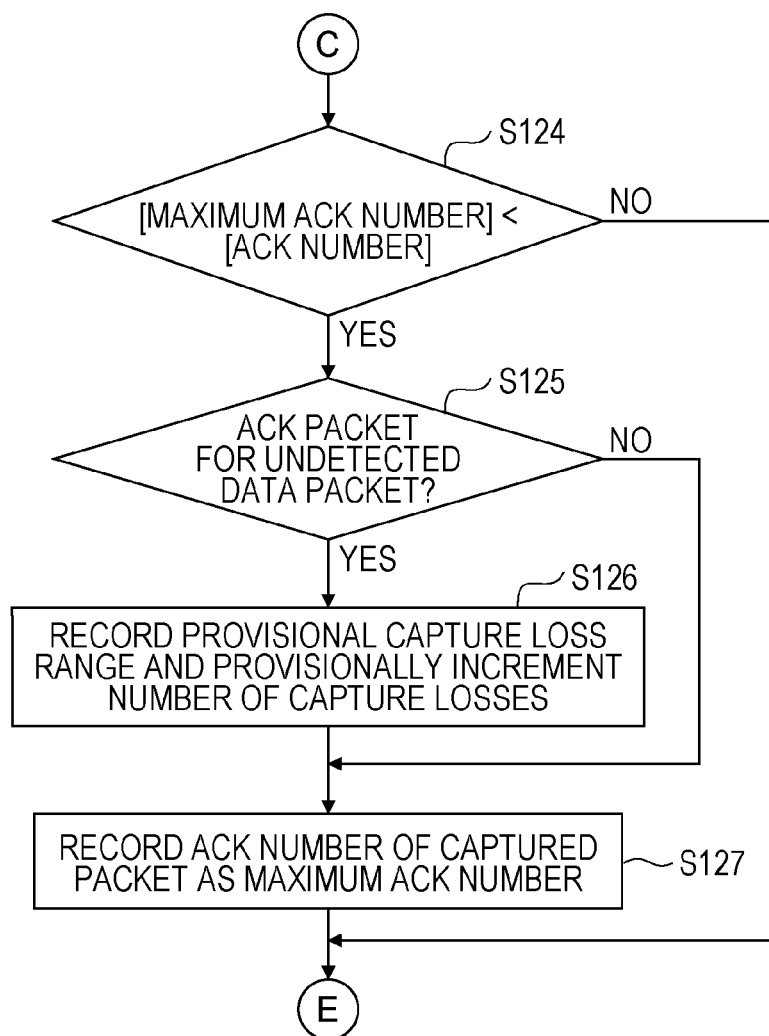 C
S124
[MAXIMUM ACK NUMBER] <
[ACK NUMBER]
NO
YES
S125
ACK PACKET
FOR UNDETECTED
DATA PACKET?
NO
YES
S126
RECORD PROVISIONAL CAPTURE LOSS
RANGE AND PROVISIONALLY INCREMENT
NUMBER OF CAPTURE LOSSES
RECORD ACK NUMBER OF CAPTURED
PACKET AS MAXIMUM ACK NUMBER
S127
E